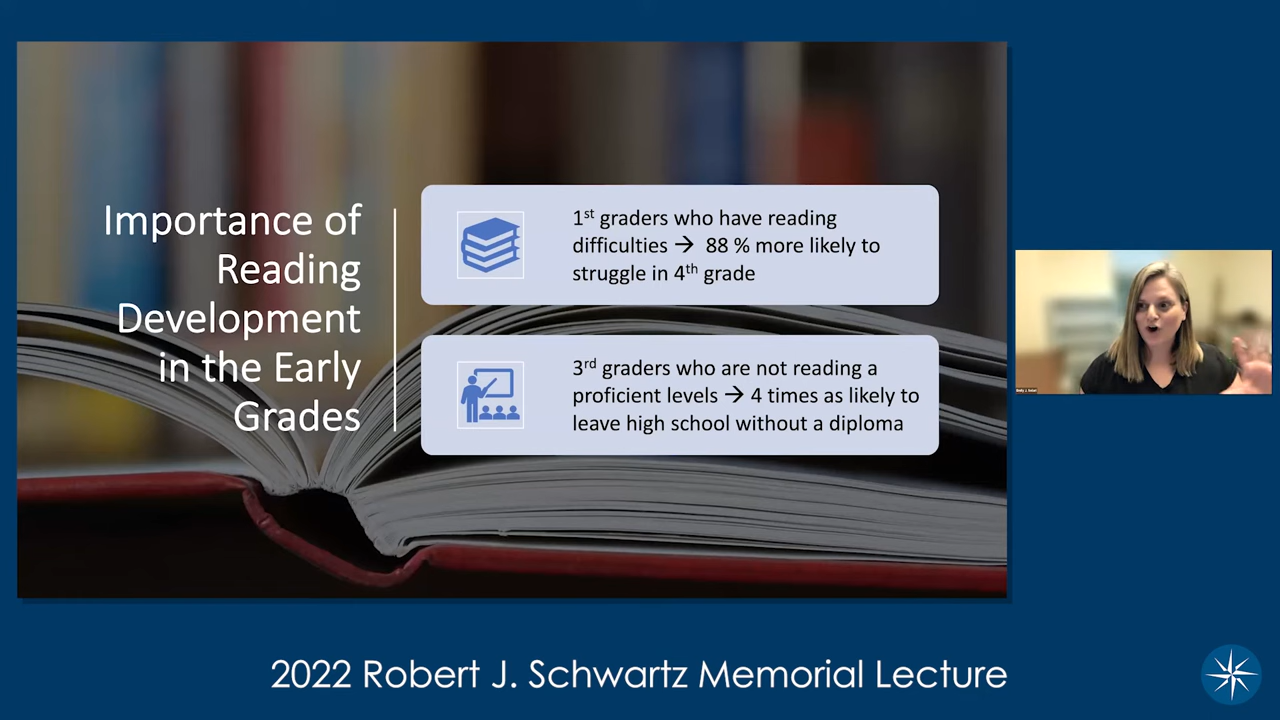 Importance of
Reading
Development
in the Early
Grades
1st graders who have reading
difficulties → 88 % more likely to
struggle in 4th grade
3rd graders who are not reading a
proficient levels → 4 times as likely to
leave high school without a diploma
2022 Robert J. Schwartz Memorial Lecture